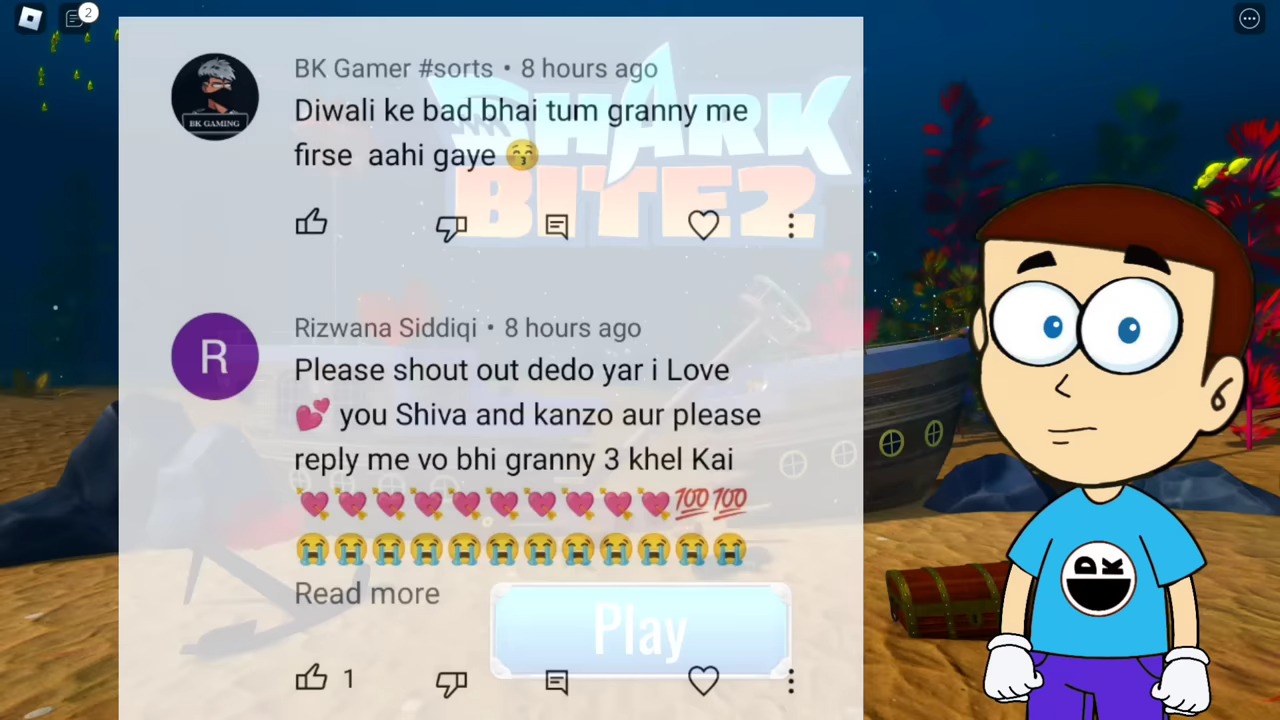 2
BK Gamer #sorts • 8 hours ago
Diwali ke bad bhai tum granny me
firse aahi gaye 😚
BK GAMING
SHARK
BITE2
R
Rizwana Siddiqi • 8 hours ago
Please shout out dedo yar i Love
💕 you Shiva and kanzo aur please
reply me vo bhi granny 3 khel Kai
💘💘💘💘💘💘💘💘💘💘💯💯
😭😭😭😭😭😭😭😭😭😭😭😭
Read more
Play
1
DK